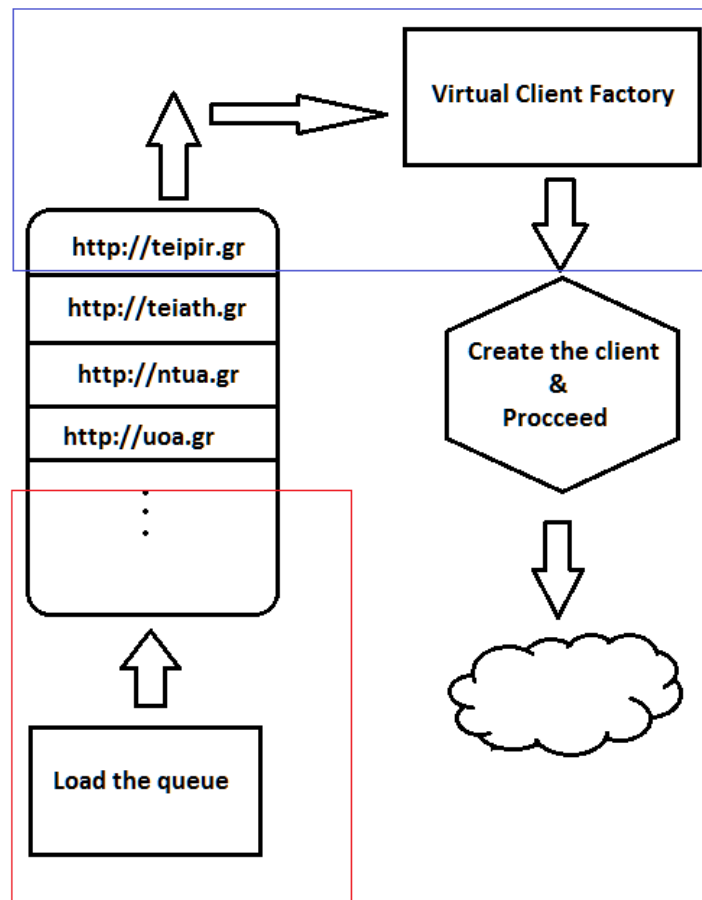 Virtual Client Factory
http://teipir.gr
http://teiath.gr
http://ntua.gr
http://uoa.gr
Create the client
&
Procceed
Load the queue